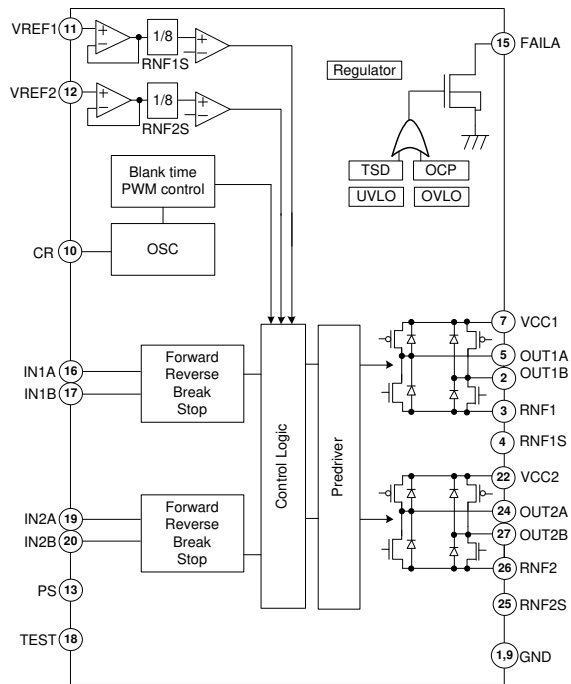 VREF1
11
1/8
RNF1S
VREF2
12
1/8
RNF2S
Blank time
PWM control
OSC
CR
10
Regulator
15
FAILA
TSD
OCP
UVLO
OVLO
IN1A
16
IN1B
17
Forward
Reverse
Break
Stop
IN2A
19
IN2B
20
Forward
Reverse
Break
Stop
PS
13
TEST
18
Control Logic
Predriver
7
VCC1
5
OUT1A
2
OUT1B
3
RNF1
4
RNF1S
22
VCC2
24
OUT2A
27
OUT2B
26
RNF2
25
RNF2S
1,9
GND
+
−
+
−
+
−
+
−